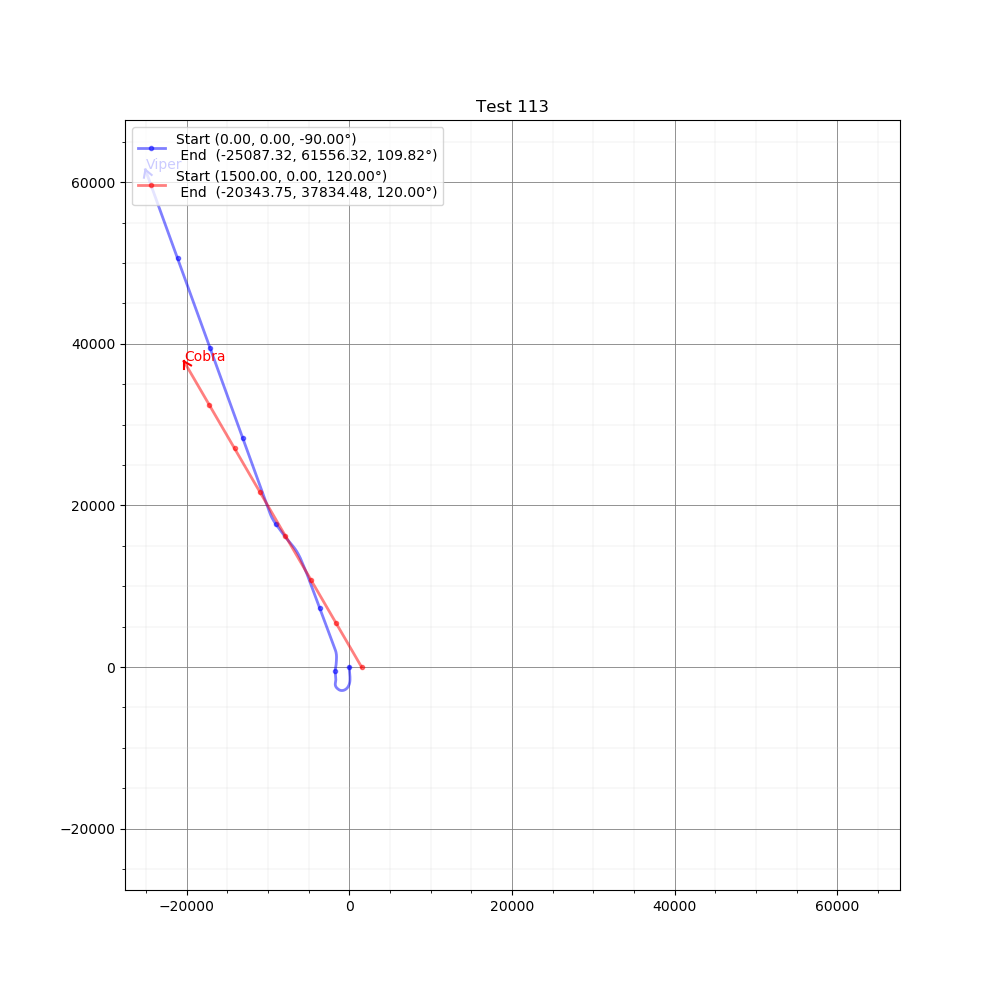 Test 113
Start (0.00, 0.00, -90.00°)
End  (-25087.32, 61556.32, 109.82°)
Start (1500.00, 0.00, 120.00°)
End  (-20343.75, 37834.48, 120.00°)
Viper
Cobra
60000
40000
20000
0
−20000
−20000
0
20000
40000
60000